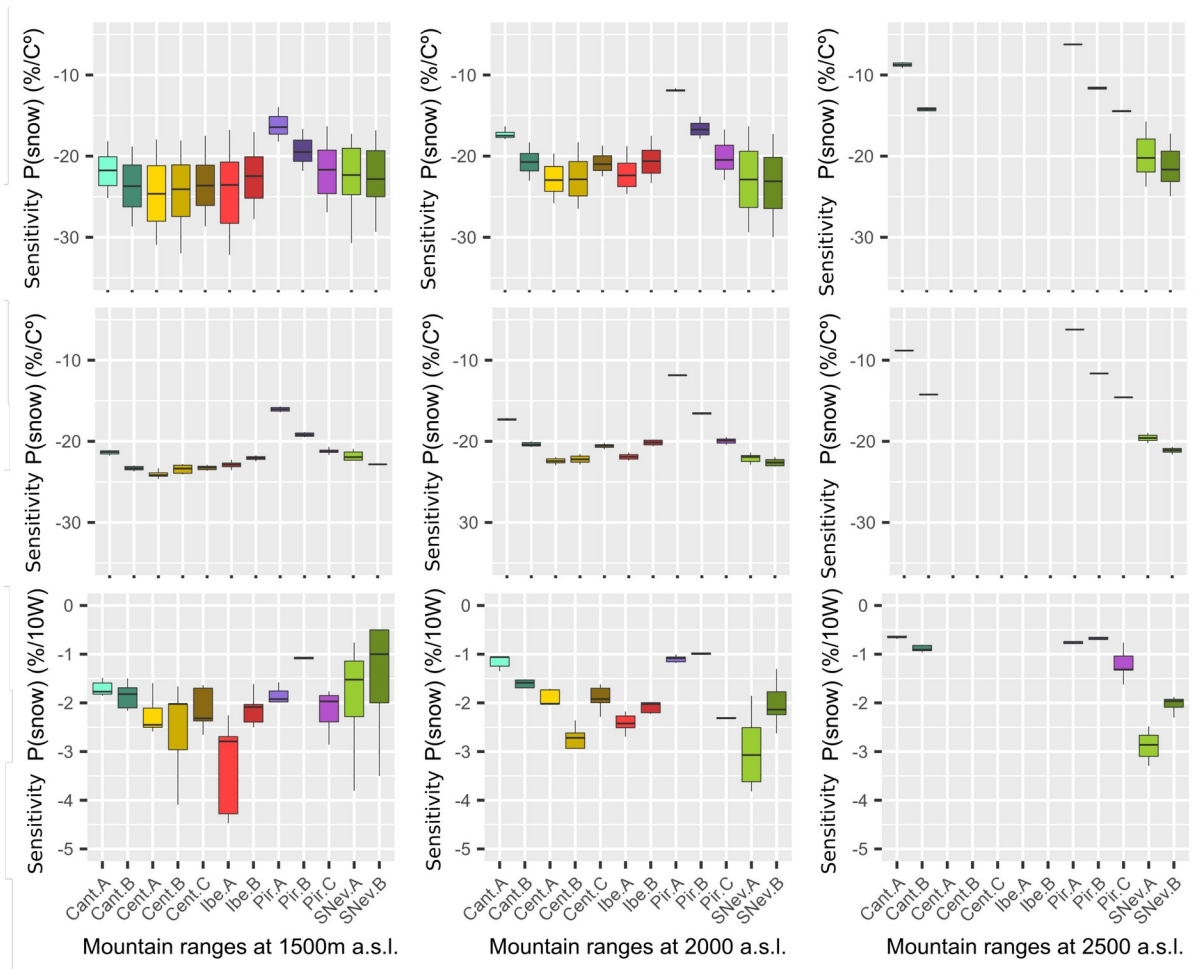 Sensitivity P(snow) (%/Cº)
-10
-20
-30
Sensitivity P(snow) (%/Cº)
-10
-20
-30
Sensitivity P(snow) (%/Cº)
-10
-20
-30
Sensitivity P(snow) (%/Cº)
-10
-20
-30
Sensitivity P(snow) (%/Cº)
-10
-20
-30
Sensitivity P(snow) (%/Cº)
-10
-20
-30
Sensitivity P(snow) (%/10W)
0
-1
-2
-3
-4
-5
Cant.A
Cant.B
Cent.A
Cent.B
Cent.C
Ibe.A
Ibe.B
Pir.A
Pir.B
Pir.C
SNev.A
SNev.B
Mountain ranges at 1500m a.s.l.
Sensitivity P(snow) (%/10W)
0
-1
-2
-3
-4
-5
Cant.A
Cant.B
Cent.A
Cent.B
Cent.C
Ibe.A
Ibe.B
Pir.A
Pir.B
Pir.C
SNev.A
SNev.B
Mountain ranges at 2000 a.s.l.
Sensitivity P(snow) (%/10W)
0
-1
-2
-3
-4
-5
Cant.A
Cant.B
Cent.A
Cent.B
Cent.C
Ibe.A
Ibe.B
Pir.A
Pir.B
Pir.C
SNev.A
SNev.B
Mountain ranges at 2500 a.s.l.